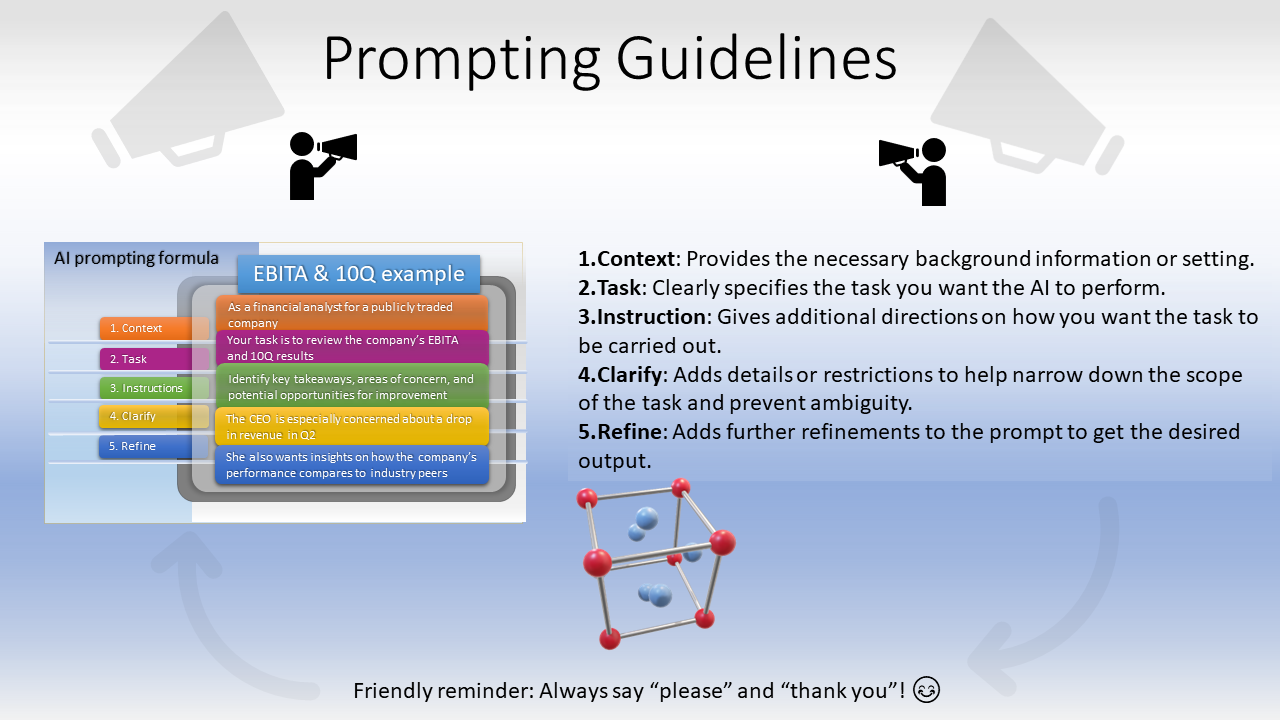 Prompting Guidelines
AI prompting formula
EBITA & 10Q example
1. Context
As a financial analyst for a publicly traded
company
2. Task
Your task is to review the company's EBITA
and 10Q results
3. Instructions
Identify key takeaways, areas of concern, and
potential opportunities for improvement
4. Clarify
The CEO is especially concerned about a drop
in revenue in Q2
5. Refine
She also wants insights on how the company's
performance compares to industry peers
1.Context: Provides the necessary background information or setting.
2.Task: Clearly specifies the task you want the AI to perform.
3.Instruction: Gives additional directions on how you want the task to
be carried out.
4.Clarify: Adds details or restrictions to help narrow down the scope
of the task and prevent ambiguity.
5.Refine: Adds further refinements to the prompt to get the desired
output.
Friendly reminder: Always say “please” and “thank you”! 😊